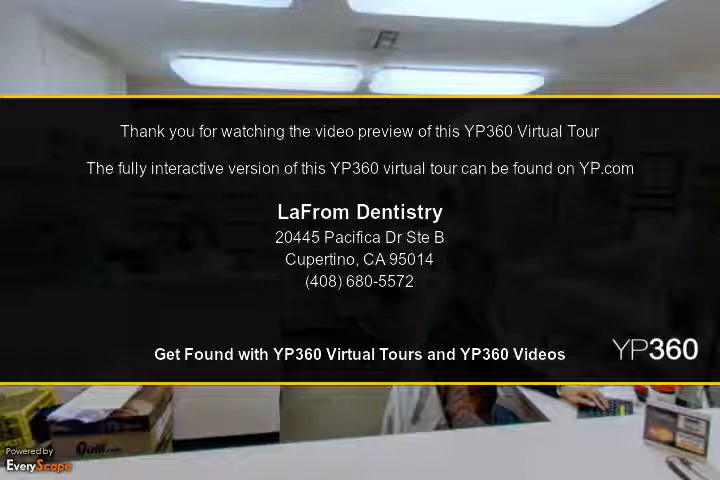 Thank you for watching the video preview of this YP360 Virtual Tour
The fully interactive version of this YP360 virtual tour can be found on YP.com
LaFrom Dentistry
20445 Pacifica Dr Ste B
Cupertino, CA 95014
(408) 680-5572
Get Found with YP360 Virtual Tours and YP360 Videos
YP360
Powered by
EveryScape